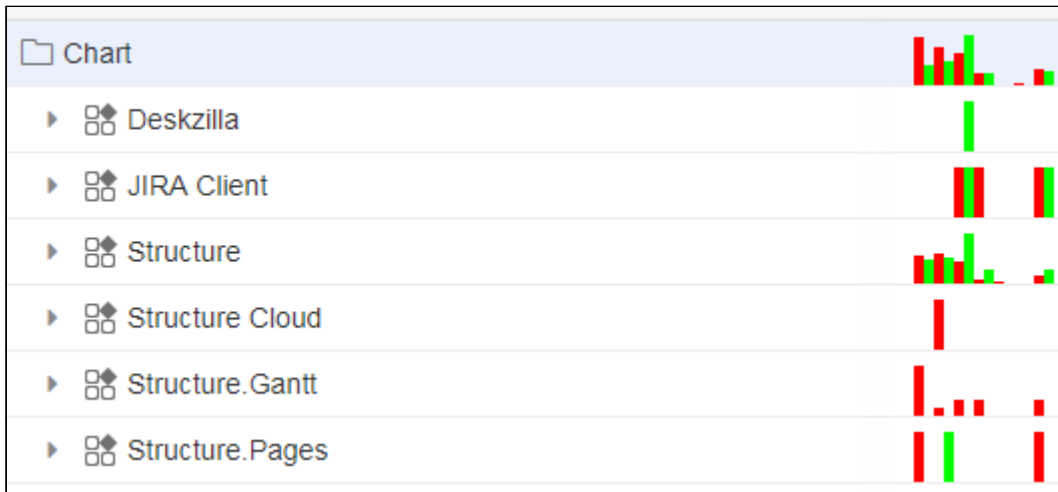 Chart
Deskzilla
JIRA Client
Structure
Structure Cloud
Structure.Gantt
Structure.Pages